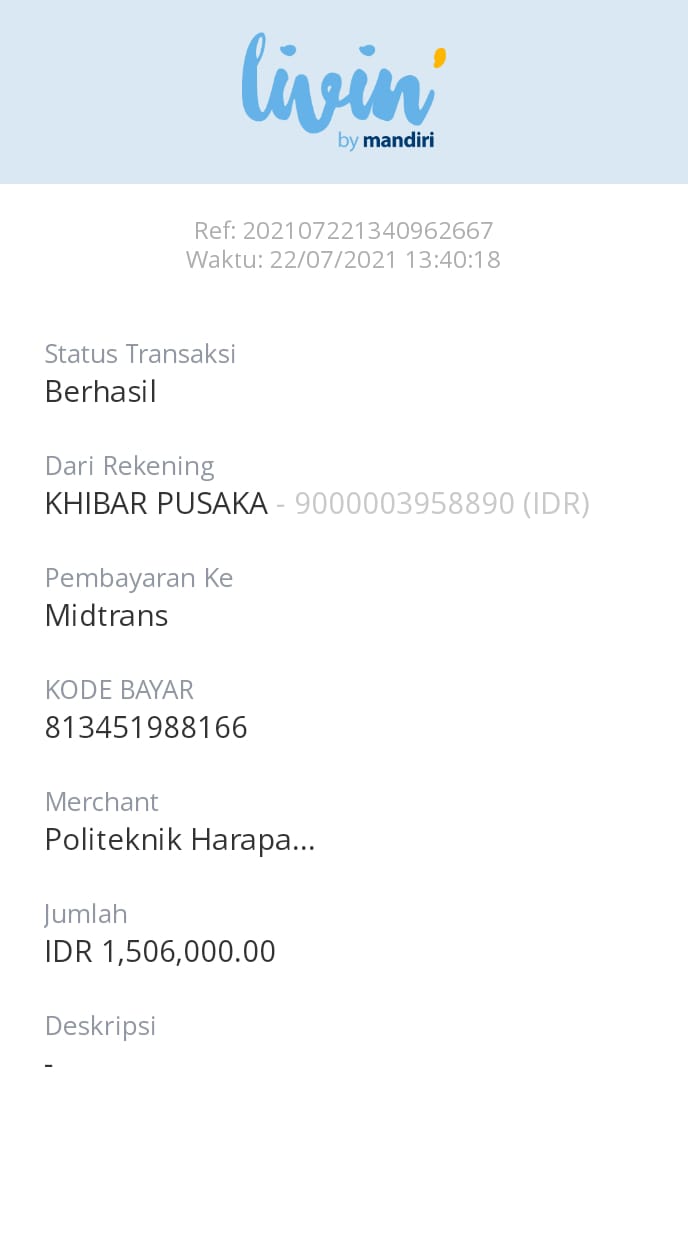 livin'
by mandiri
Ref: 202107221340962667
Waktu: 22/07/2021 13:40:18
Status Transaksi
Berhasil
Dari Rekening
KHIBAR PUSAKA - 9000003958890 (IDR)
Pembayaran Ke
Midtrans
KODE BAYAR
813451988166
Merchant
Politeknik Harapa...
Jumlah
IDR 1,506,000.00
Deskripsi
-